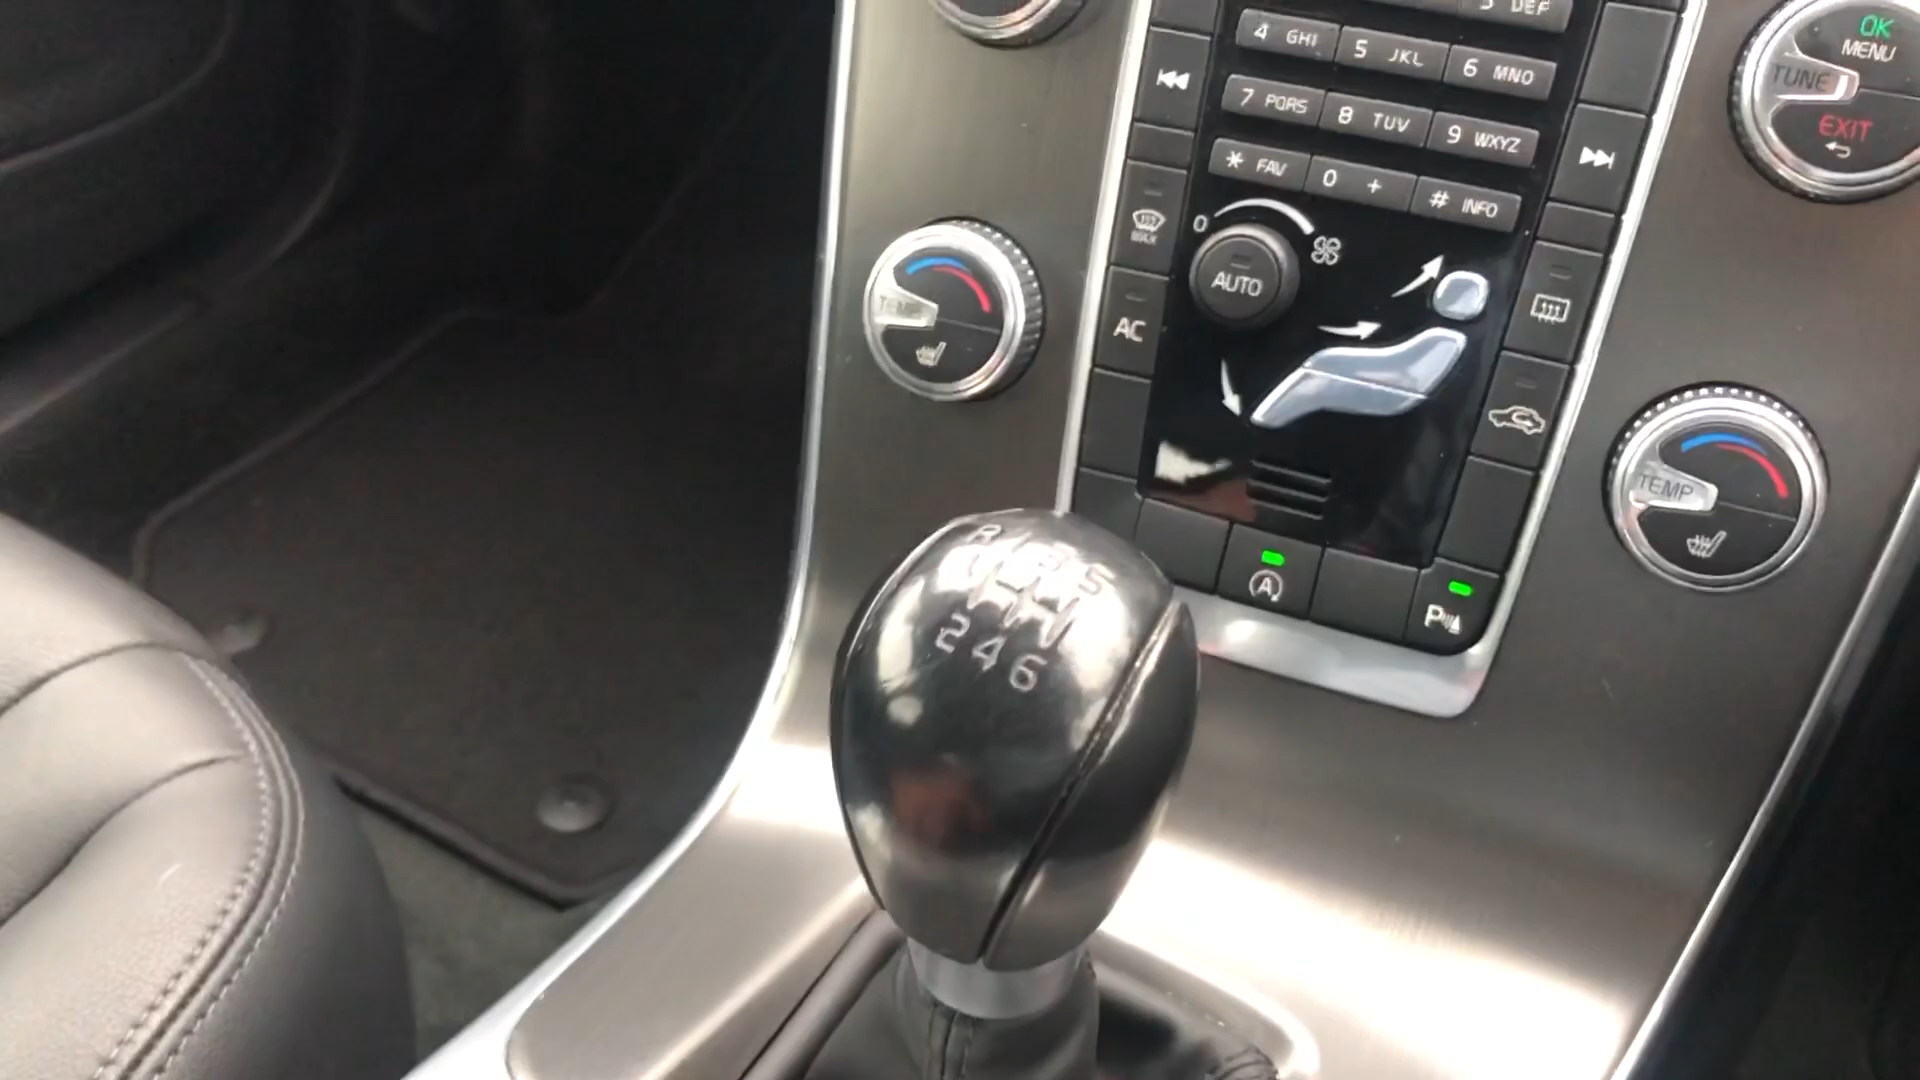 3 DEF
OK
MENU
TUNE
EXIT
4 GHI
5 JKL
6 MNO
7 PQRS
8 TUV
9 WXYZ
* FAV
0 +
# INFO
MAX
0
AUTO
AC
TEMP
TEMP
A
P
R
5
2 4 6